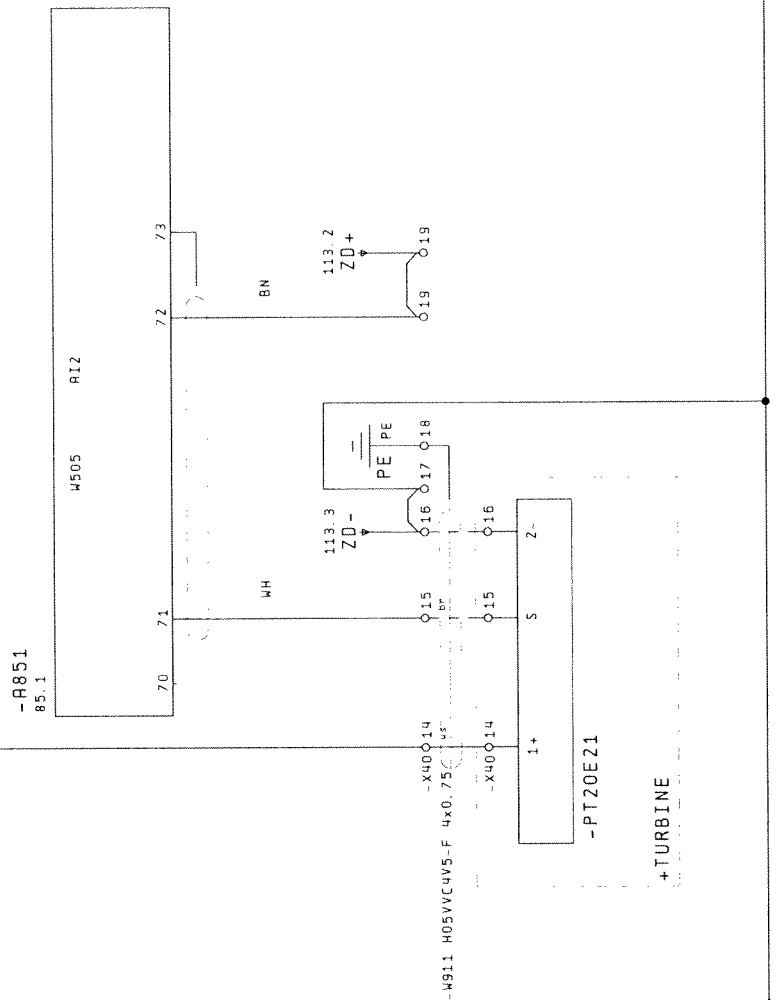 -A851
85.1
W505
AI2
70
71
72
73
WH
BN
113.3
ZD-
PE
PE
113.2
ZD+
-X40
14
15
16
17
18
19
19
ws
br
-W911 H05VVC4V5-F 4x0.75
-X40
14
15
16
1+
S
2-
-PT20E21
+TURBINE